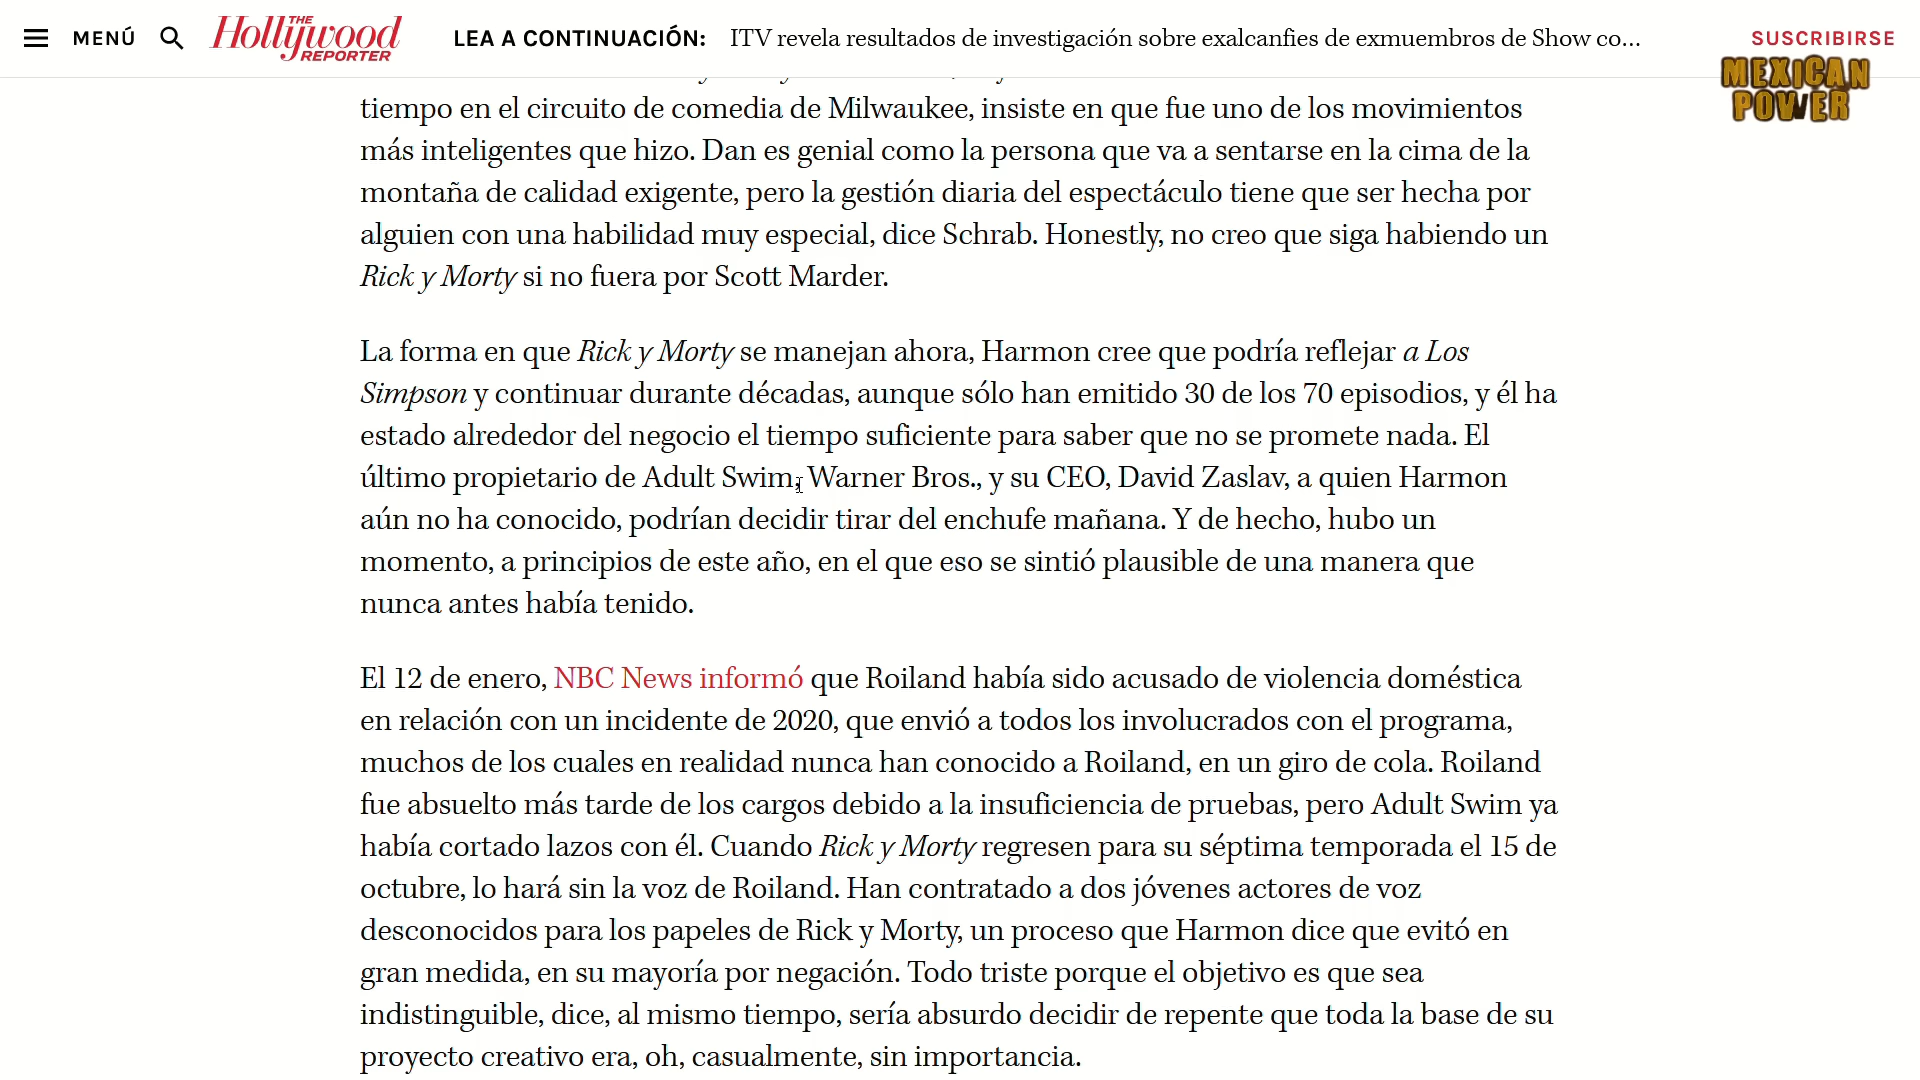 MENÚ
THE
Hollywood
REPORTER
LEA A CONTINUACIÓN: ITV revela resultados de investigación sobre exalcanfies de exmuembros de Show co...
SUSCRIBIRSE
MEXICAN
POWER
tiempo en el circuito de comedia de Milwaukee, insiste en que fue uno de los movimientos
más inteligentes que hizo. Dan es genial como la persona que va a sentarse en la cima de la
montaña de calidad exigente, pero la gestión diaria del espectáculo tiene que ser hecha por
alguien con una habilidad muy especial, dice Schrab. Honestly, no creo que siga habiendo un
Rick y Morty si no fuera por Scott Marder.
La forma en que Rick y Morty se manejan ahora, Harmon cree que podría reflejar a Los
Simpson y continuar durante décadas, aunque sólo han emitido 30 de los 70 episodios, y él ha
estado alrededor del negocio el tiempo suficiente para saber que no se promete nada. El
último propietario de Adult Swim, Warner Bros., y su CEO, David Zaslav, a quien Harmon
aún no ha conocido, podrían decidir tirar del enchufe mañana. Y de hecho, hubo un
momento, a principios de este año, en el que eso se sintió plausible de una manera que
nunca antes había tenido.
El 12 de enero, NBC News informó que Roiland había sido acusado de violencia doméstica
en relación con un incidente de 2020, que envió a todos los involucrados con el programa,
muchos de los cuales en realidad nunca han conocido a Roiland, en un giro de cola. Roiland
fue absuelto más tarde de los cargos debido a la insuficiencia de pruebas, pero Adult Swim ya
había cortado lazos con él. Cuando Rick y Morty regresen para su séptima temporada el 15 de
octubre, lo hará sin la voz de Roiland. Han contratado a dos jóvenes actores de voz
desconocidos para los papeles de Rick y Morty, un proceso que Harmon dice que evitó en
gran medida, en su mayoría por negación. Todo triste porque el objetivo es que sea
indistinguible, dice, al mismo tiempo, sería absurdo decidir de repente que toda la base de su
proyecto creativo era, oh, casualmente, sin importancia.